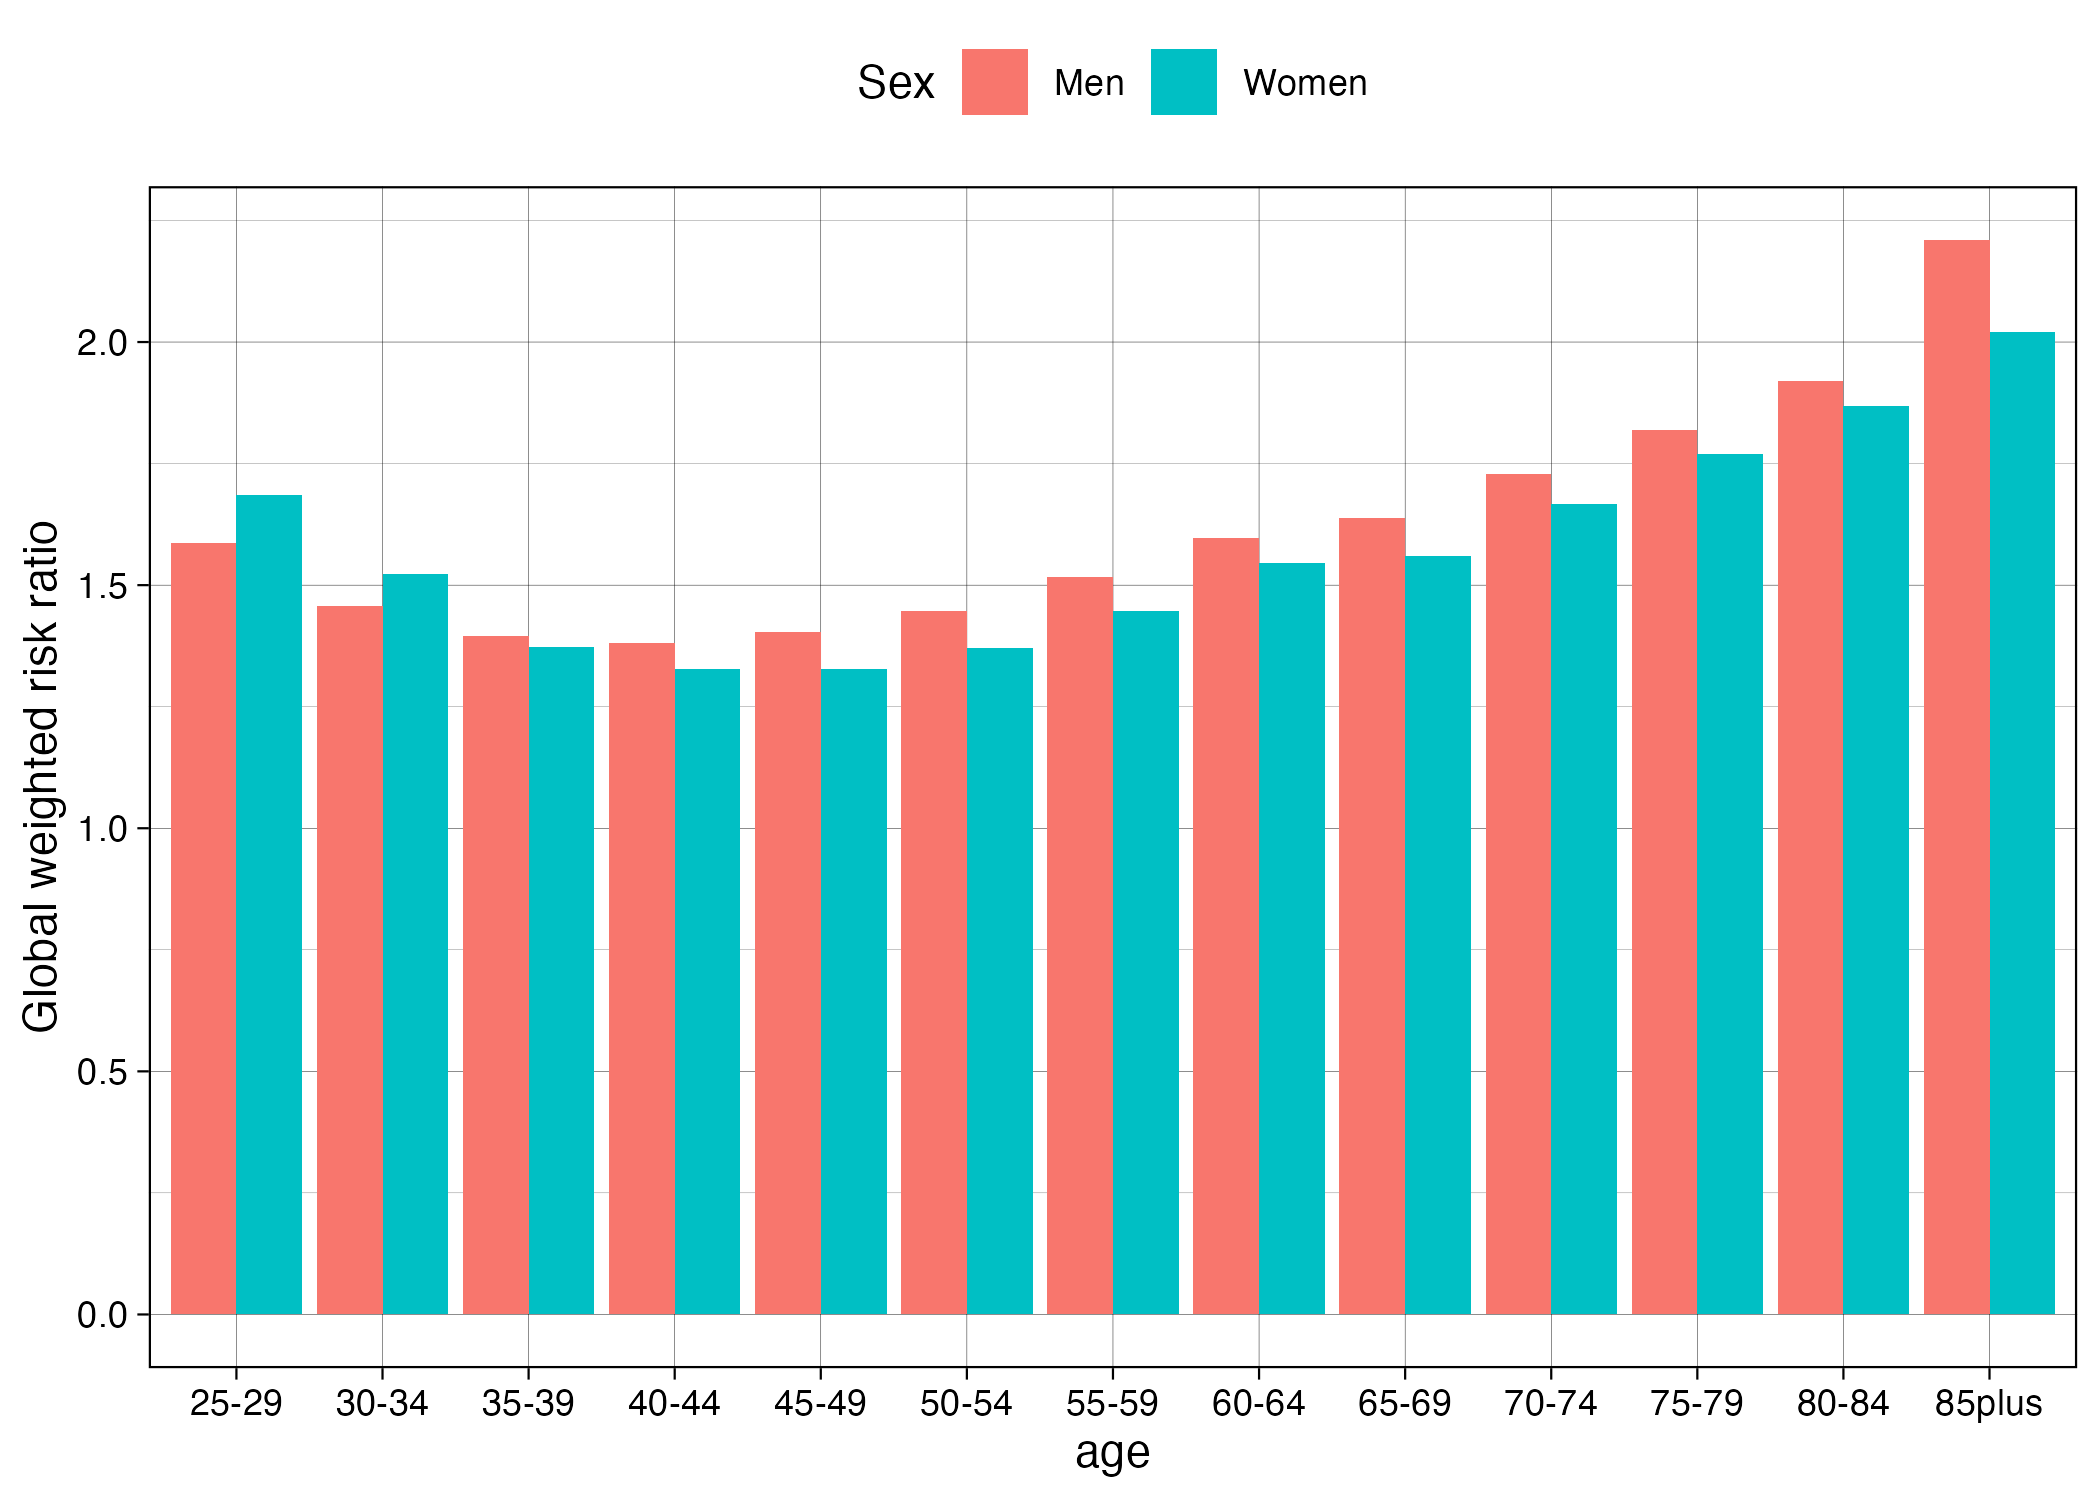 Sex Men Women
Global weighted risk ratio
2.0
1.5
1.0
0.5
0.0
25-29 30-34 35-39 40-44 45-49 50-54 55-59 60-64 65-69 70-74 75-79 80-84 85plus
age